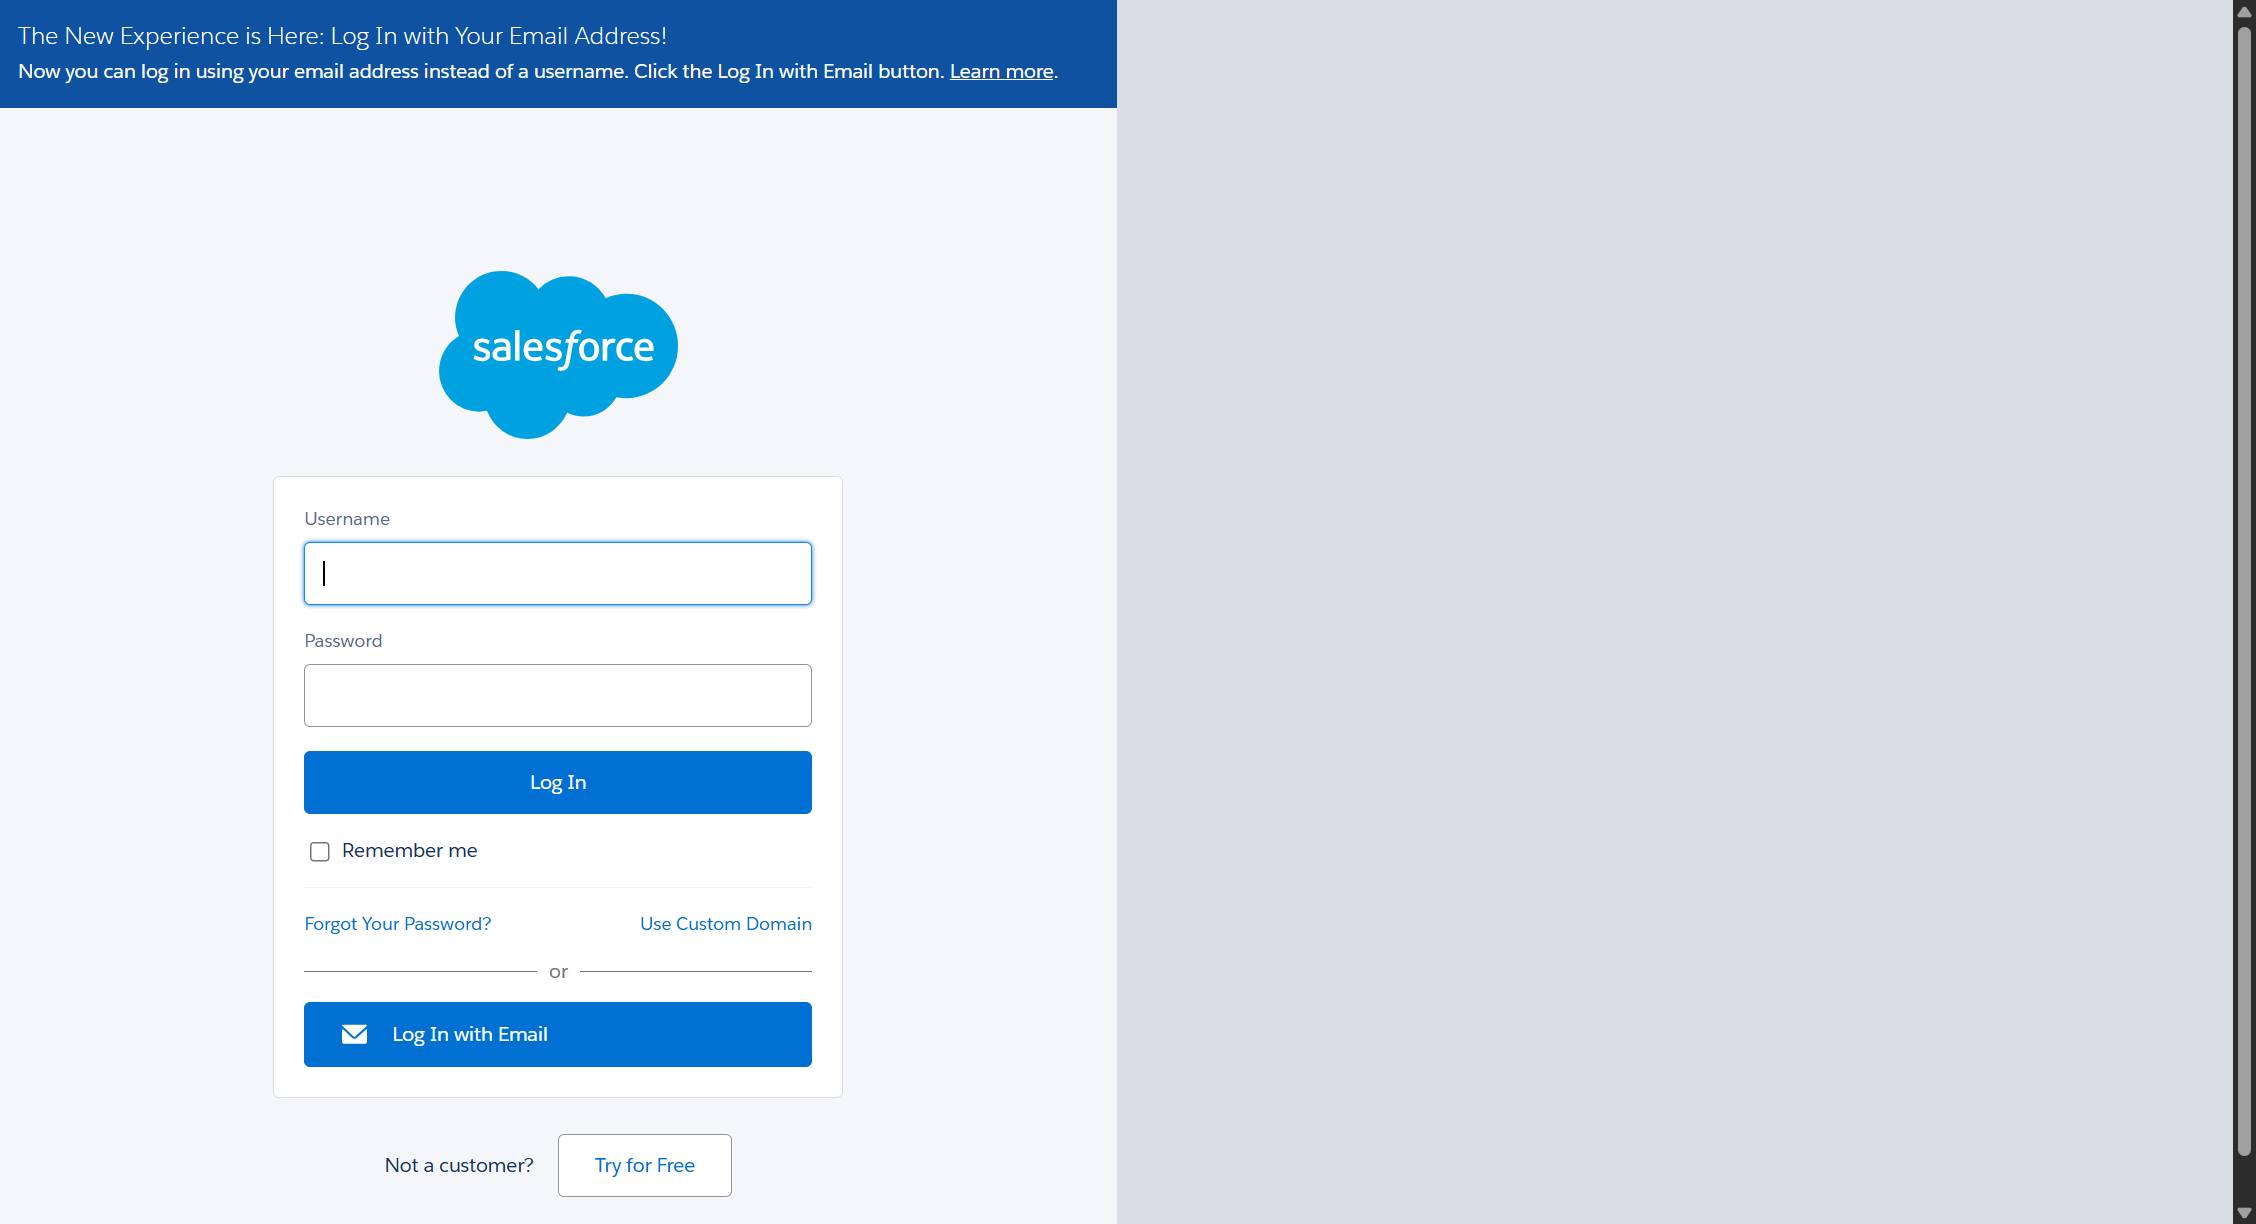 The New Experience is Here: Log In with Your Email Address!
Now you can log in using your email address instead of a username. Click the Log In with Email button. Learn more.
salesforce
Username
Password
Log In
Remember me
Forgot Your Password?
Use Custom Domain
or
Log In with Email
Not a customer?
Try for Free